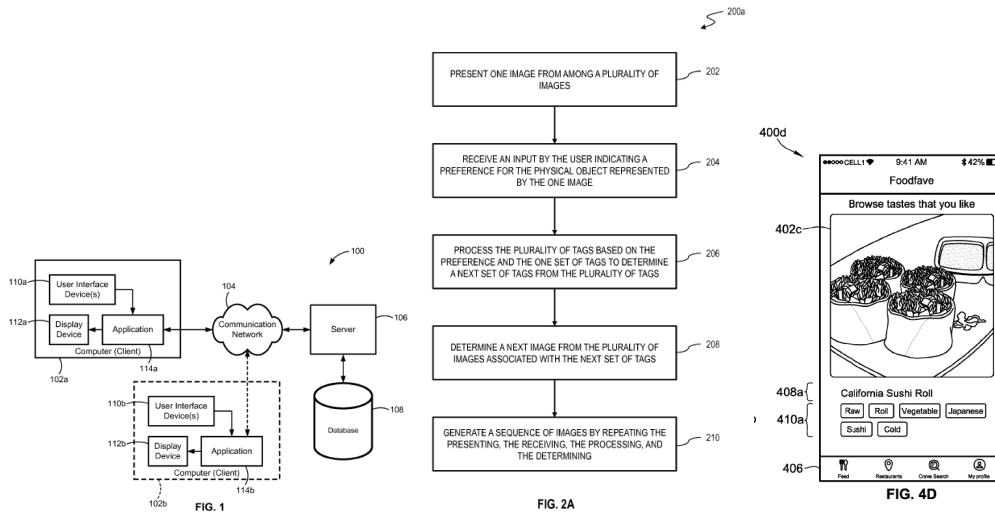 100
110a
User Interface
Device(s)
112a
Display
Device
Application
Computer (Client)
102a
114a
104
Communication
Network
Server
106
Database
108
110b
User Interface
Device(s)
112b
Display
Device
Application
Computer (Client)
102b
114b
FIG. 1
200a
PRESENT ONE IMAGE FROM AMONG A PLURALITY OF
IMAGES
202
RECEIVE AN INPUT BY THE USER INDICATING A
PREFERENCE FOR THE PHYSICAL OBJECT REPRESENTED
BY THE ONE IMAGE
204
PROCESS THE PLURALITY OF TAGS BASED ON THE
PREFERENCE AND THE ONE SET OF TAGS TO DETERMINE
A NEXT SET OF TAGS FROM THE PLURALITY OF TAGS
206
DETERMINE A NEXT IMAGE FROM THE PLURALITY OF
IMAGES ASSOCIATED WITH THE NEXT SET OF TAGS
208
GENERATE A SEQUENCE OF IMAGES BY REPEATING THE
PRESENTING, THE RECEIVING, THE PROCESSING, AND
THE DETERMINING
210
FIG. 2A
400d
CELL1 9:41 AM 42%
Foodfave
Browse tastes that you like
402c
408a
California Sushi Roll
410a
Raw Roll Vegetable Japanese
Sushi Cold
406
Feed Restaurants Crave Search My profile
FIG. 4D